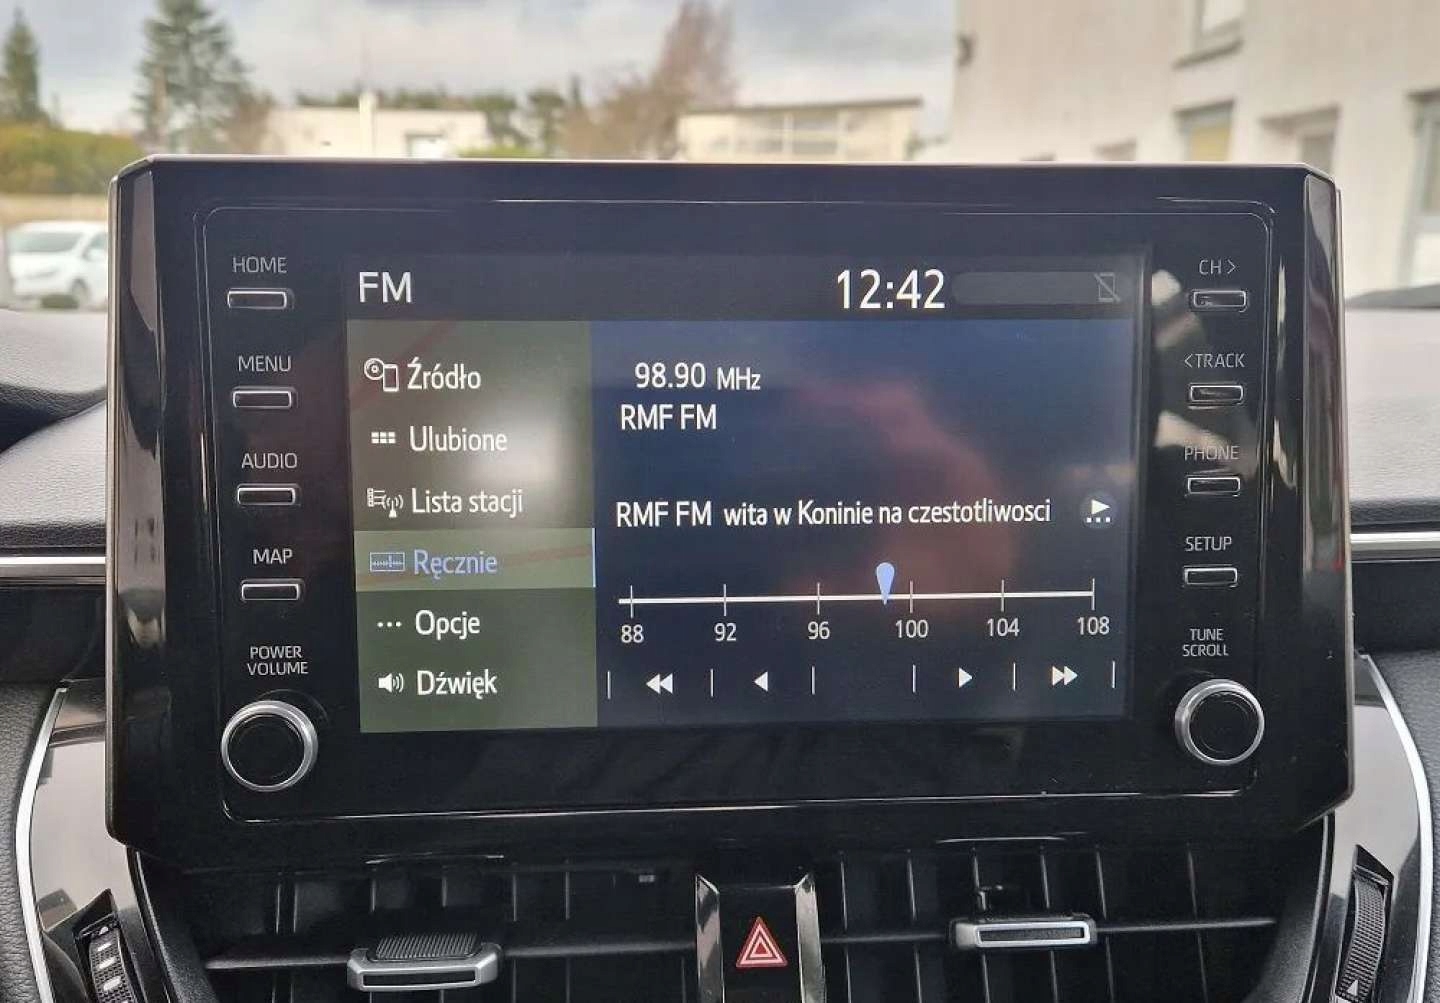 HOME
MENU
AUDIO
MAP
POWER
VOLUME
FM
12:42
Źródło
Ulubione
Lista stacji
Ręcznie
Opcje
Dźwięk
98.90 MHz
RMF FM
RMF FM wita w Koninie na czestotliwosci
88 92 96 100 104 108
CH >
<TRACK
PHONE
SETUP
TUNE
SCROLL